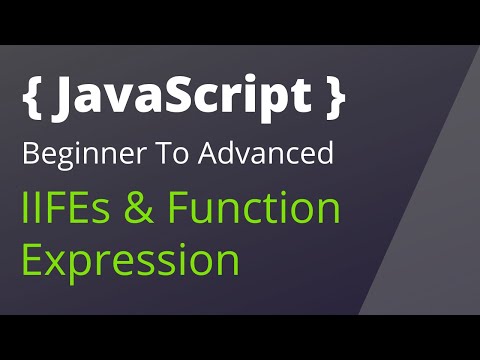 { JavaScript }
Beginner To Advanced
IIFEs & Function
Expression